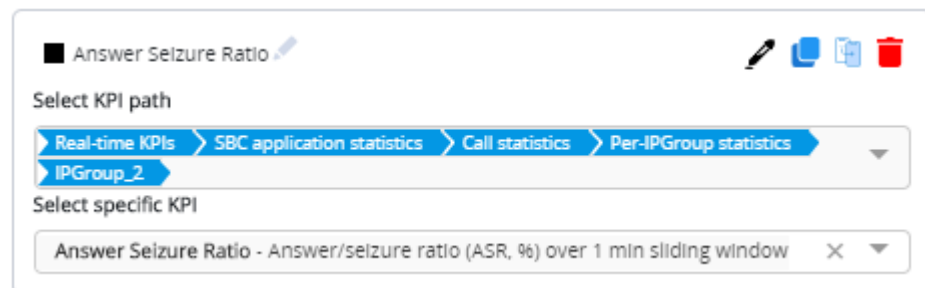 Answer Seizure Ratio
Select KPI path
Real-time KPIs SBC application statistics Call statistics Per-IPGroup statistics
IPGroup_2
Select specific KPI
Answer Seizure Ratio - Answer/seizure ratio (ASR, %) over 1 min sliding window